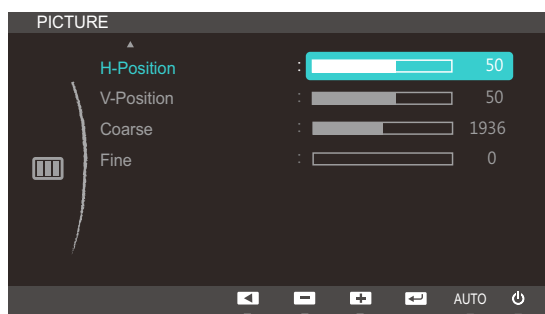 PICTURE
H-Position : 50
V-Position : 50
Coarse : 1936
Fine : 0
AUTO